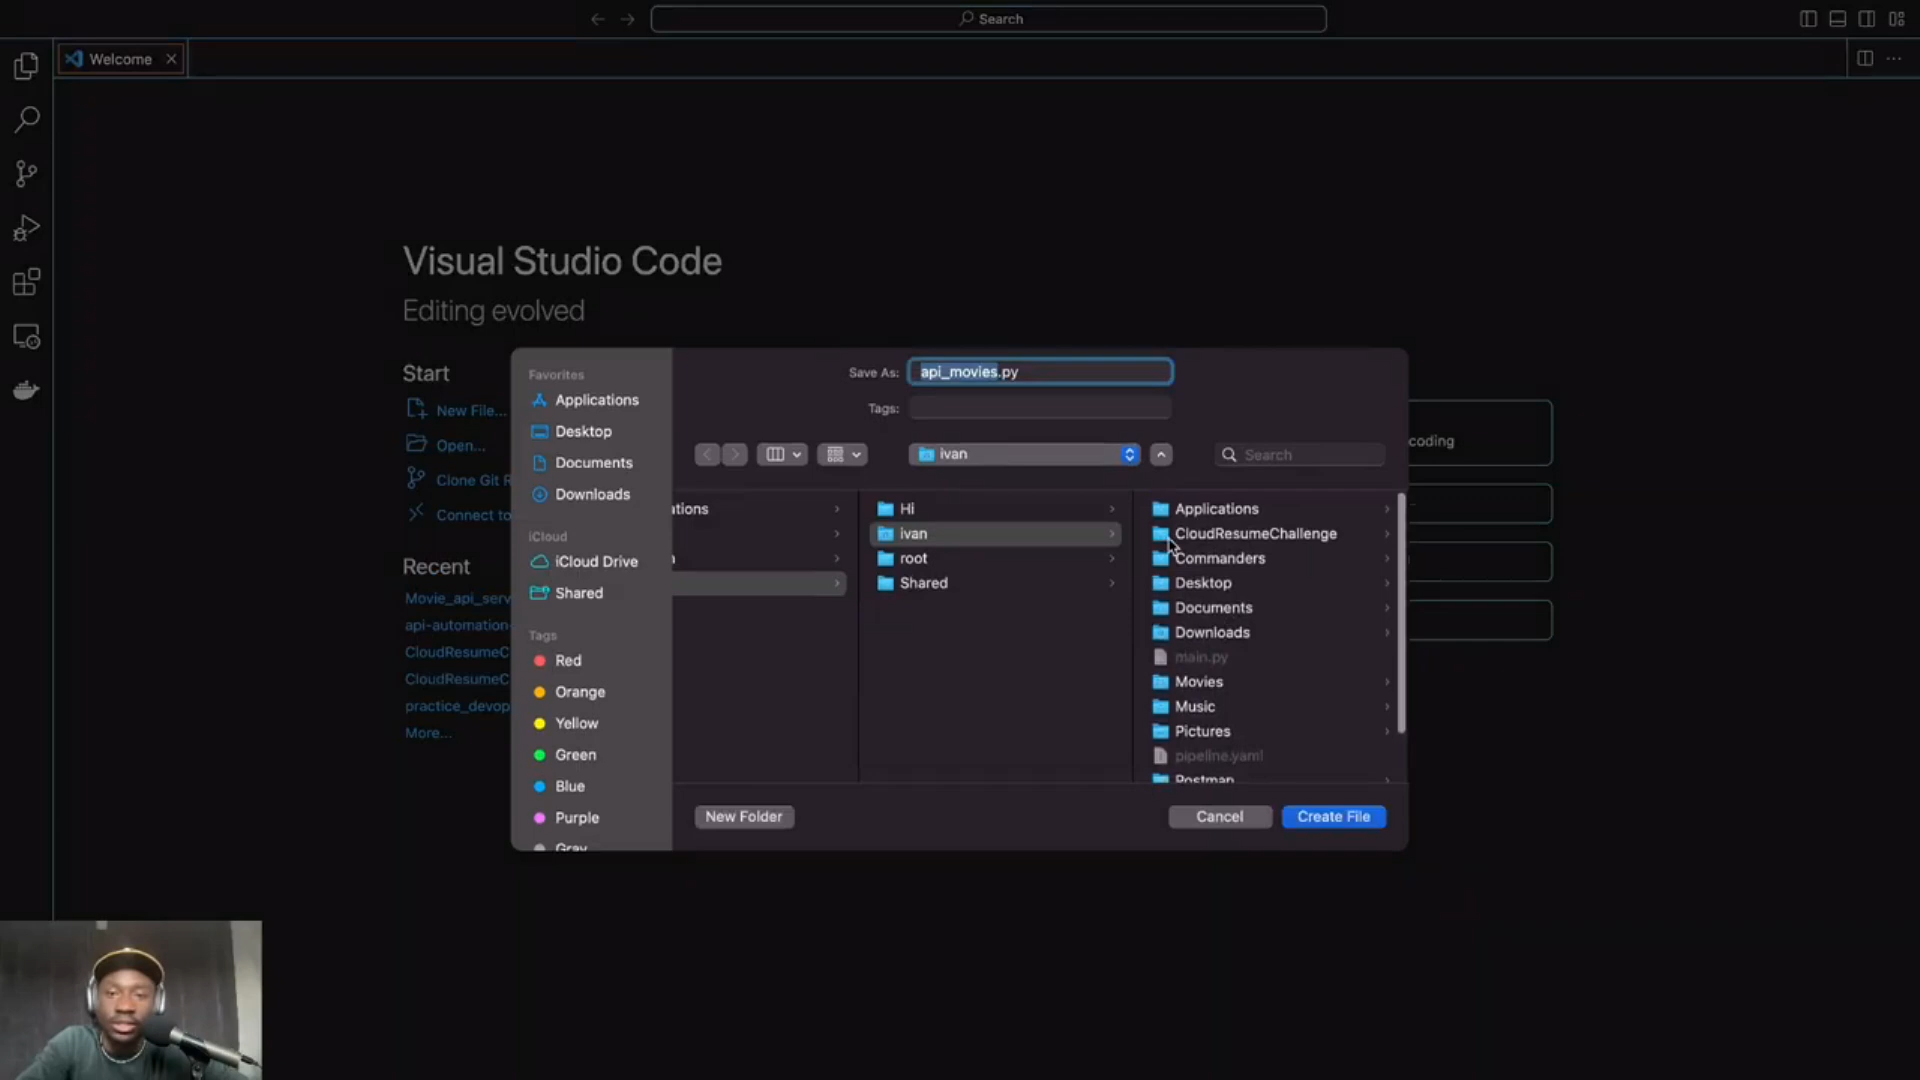 Search
Welcome
Visual Studio Code
Editing evolved
Start
New File...
Open...
Clone Git R
Connect to
Recent
Movie_api_serv
api-automation
CloudResumeC
CloudResumeC
practice_devop
More...
Favorites
Applications
Desktop
Documents
Downloads
iCloud
iCloud Drive
Shared
Tags
Red
Orange
Yellow
Green
Blue
Purple
Gray
Save As: api_movies.py
Tags:
ivan
Search
ations
Hi
ivan
root
Shared
Applications
CloudResumeChallenge
Commanders
Desktop
Documents
Downloads
main.py
Movies
Music
Pictures
pipeline.yaml
Postman
New Folder
Cancel
Create File
coding